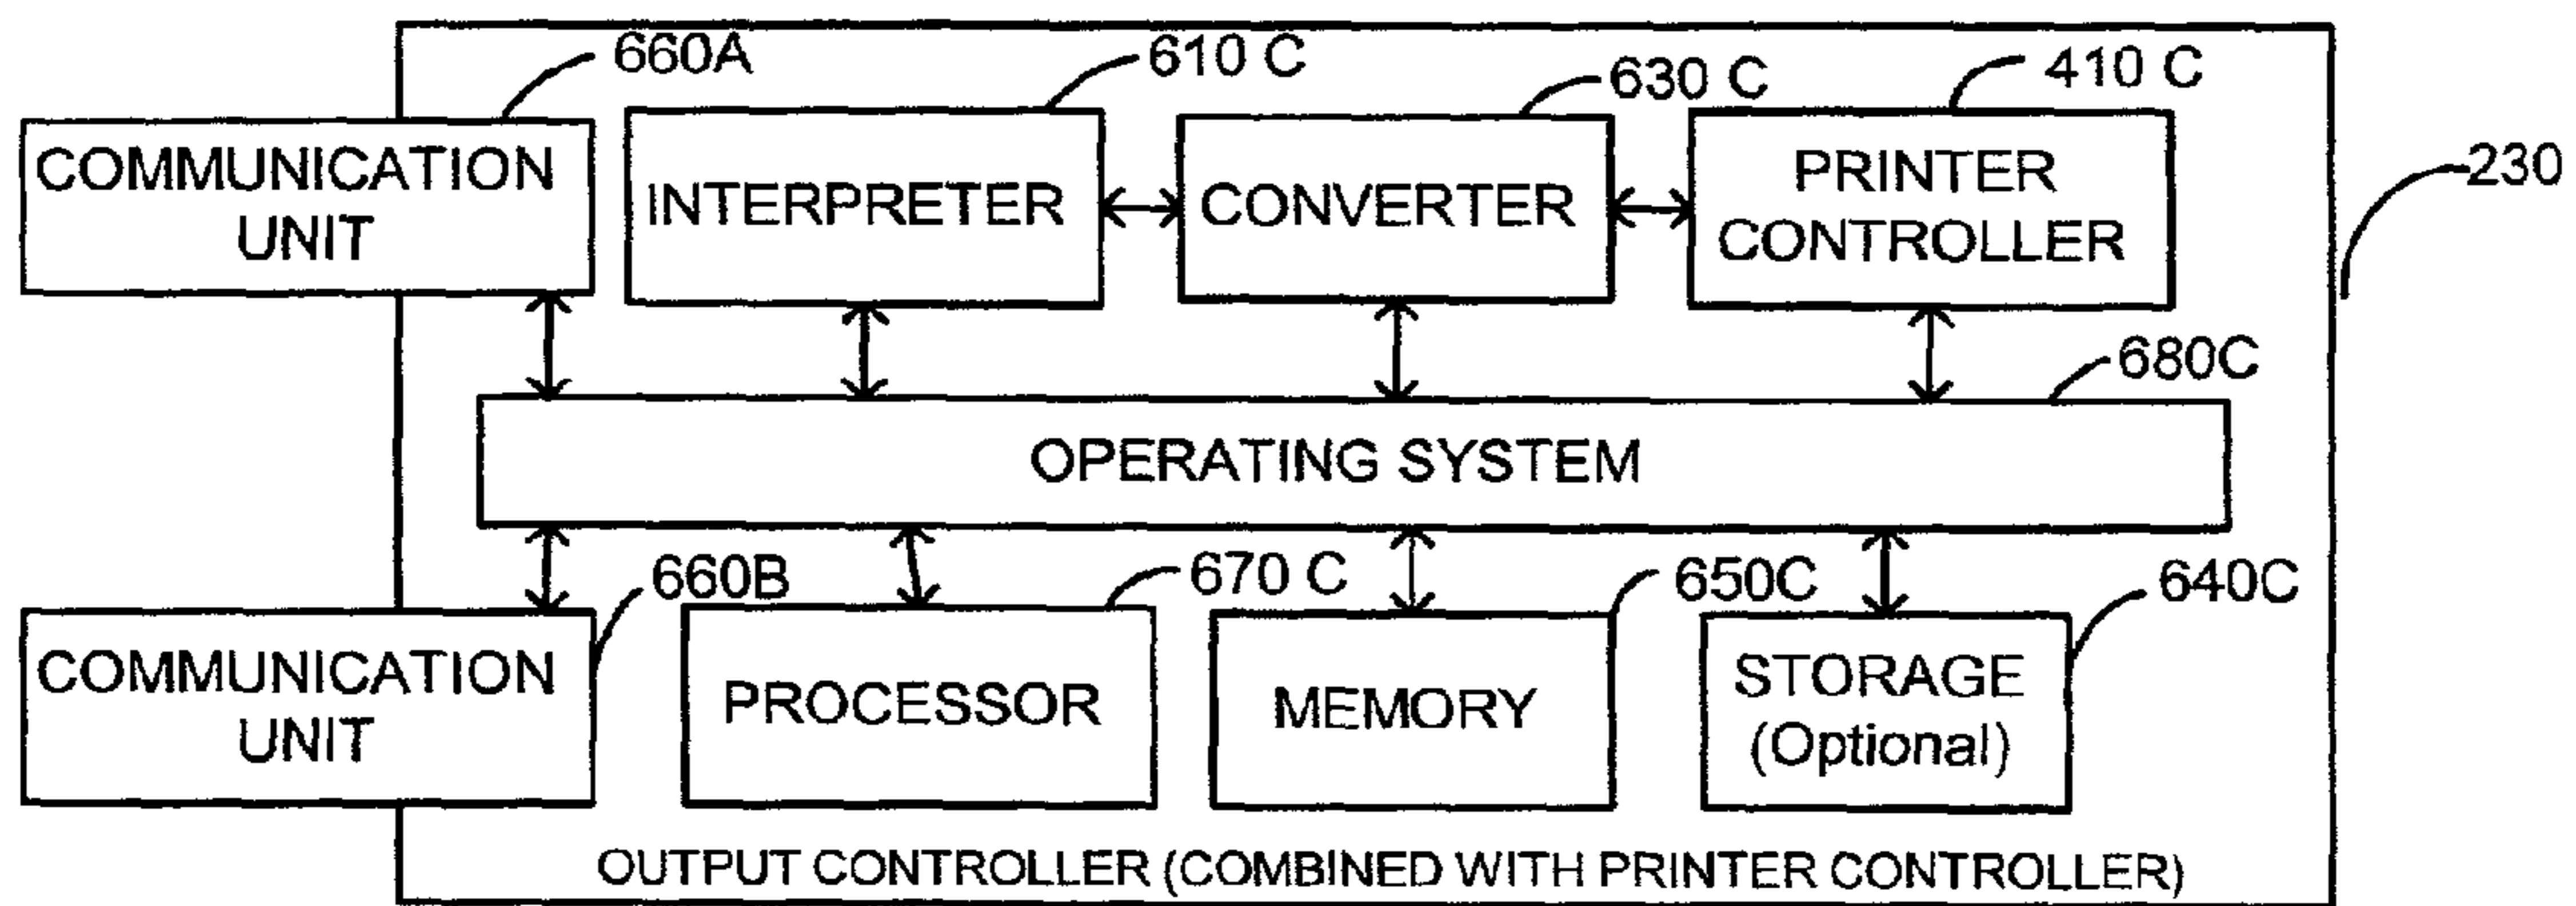 660A
610 C
630 C
410 C
COMMUNICATION
UNIT
INTERPRETER
CONVERTER
PRINTER
CONTROLLER
230
680C
OPERATING SYSTEM
660B
670 C
650C
640C
COMMUNICATION
UNIT
PROCESSOR
MEMORY
STORAGE
(Optional)
OUTPUT CONTROLLER (COMBINED WITH PRINTER CONTROLLER)